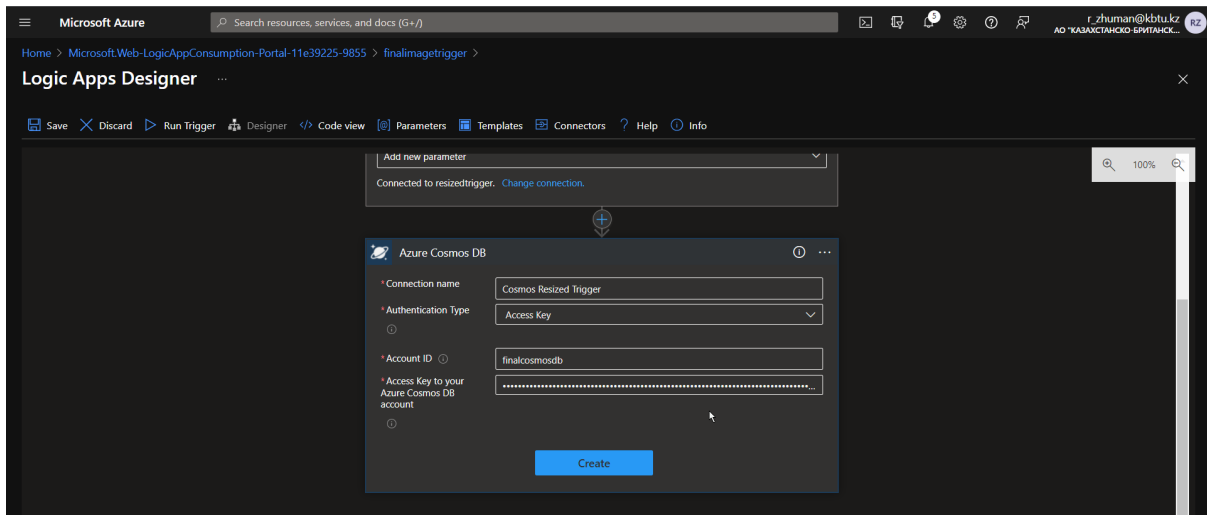 Microsoft Azure
Search resources, services, and docs (G+/)
5
r_zhuman@kbtu.kz
АО "КАЗАХСТАНСКО-БРИТАНСК...
RZ
Home > Microsoft.Web-LogicAppConsumption-Portal-11e39225-9855 > finalimagetrigger >
Logic Apps Designer ...
Save Discard Run Trigger Designer </> Code view [@] Parameters Templates Connectors ? Help Info
Add new parameter
100%
Connected to resizedtrigger. Change connection.
Azure Cosmos DB
* Connection name
Cosmos Resized Trigger
* Authentication Type
Access Key
* Account ID
finalcosmosdb
* Access Key to your
Azure Cosmos DB
account
Create